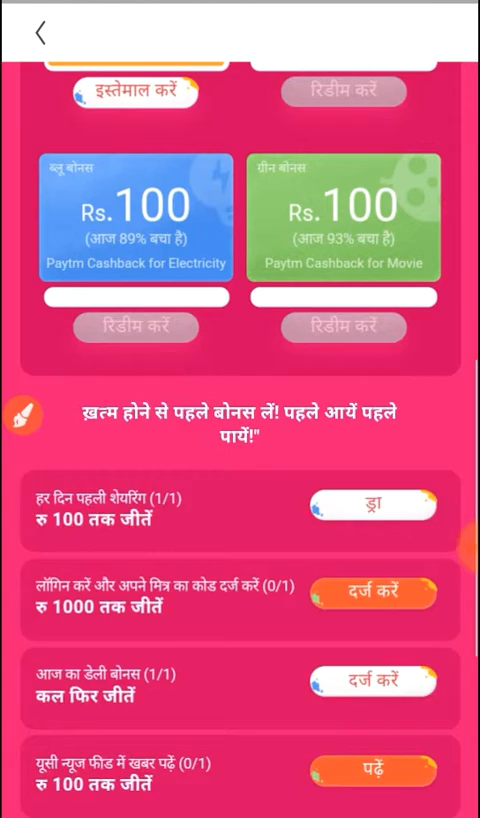 इस्तेमाल करें
रिडीम करें
ब्लू बोनस
Rs.100
(आज 89% बचा है)
Paytm Cashback for Electricity
ग्रीन बोनस
Rs.100
(आज 93% बचा है)
Paytm Cashback for Movie
रिडीम करें
रिडीम करें
ख़त्म होने से पहले बोनस लें! पहले आयें पहले
पायें!"
हर दिन पहली शेयरिंग (1/1)
रु 100 तक जीतें
ड्रा
लॉगिन करें और अपने मित्र का कोड दर्ज करें (0/1)
रु 1000 तक जीतें
दर्ज करें
आज का डेली बोनस (1/1)
कल फिर जीतें
दर्ज करें
यूसी न्यूज फीड में खबर पढ़ें (0/1)
रु 100 तक जीतें
पढ़ें